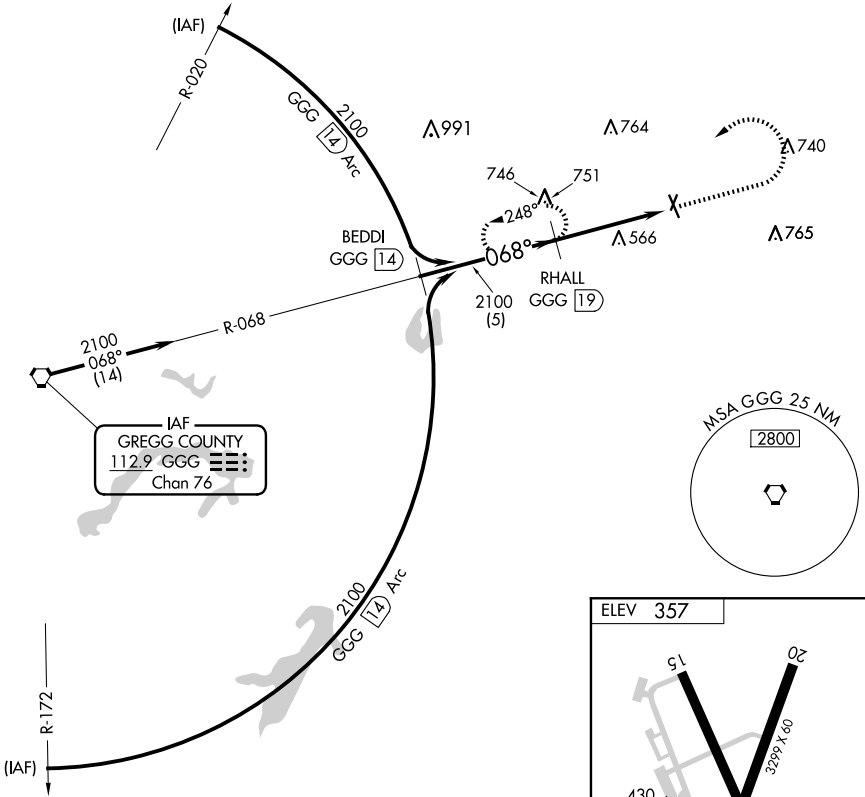 (IAF)
R-020
2100
GGG 14 Arc
991
764
740
746
751
248°
BEDDI
GGG 14
068°
566
765
RHALL
GGG 19
2100
(5)
R-068
2100
068°
(14)
IAF
GREGG COUNTY
112.9 GGG
Chan 76
MSA GGG 25 NM
2800
2100
GGG 14 Arc
R-172
(IAF)
ELEV 357
15
20
3299 X 60
430